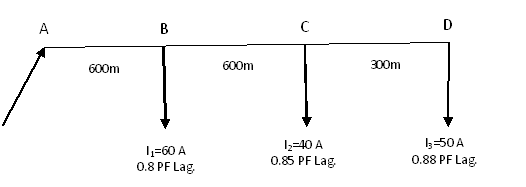 A B C D
600m 600m 300m
I₁=60 A
0.8 PF Lag.
I₂=40 A
0.85 PF Lag.
I₃=50 A
0.88 PF Lag.